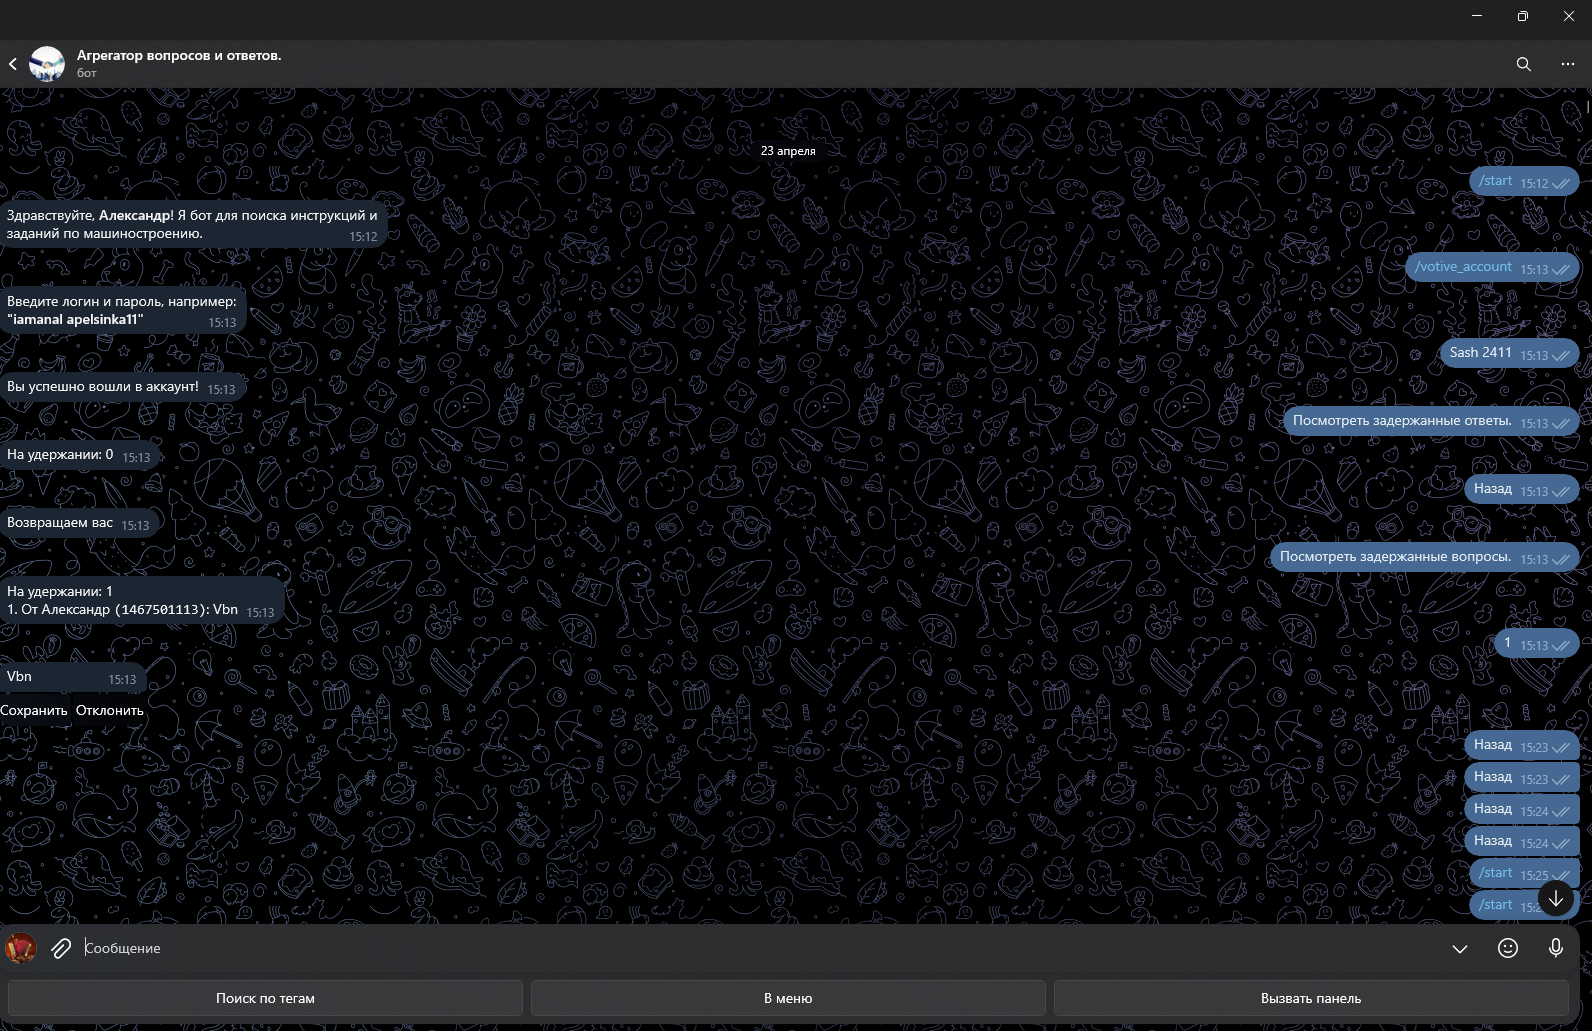 Агрегатор вопросов и ответов.
бот
23 апреля
/start 15:12
Здравствуйте, Александр! Я бот для поиска инструкций и
заданий по машиностроению. 15:12
/votive_account 15:13
Введите логин и пароль, например:
"iamanal apelsinka11" 15:13
Sash 2411 15:13
Вы успешно вошли в аккаунт! 15:13
Посмотреть задержанные ответы. 15:13
На удержании: 0 15:13
Назад 15:13
Возвращаем вас 15:13
Посмотреть задержанные вопросы. 15:13
На удержании: 1
1. От Александр (1467501113): Vbn 15:13
1 15:13
Vbn 15:13
Сохранить Отклонить
Назад 15:23
Назад 15:23
Назад 15:24
Назад 15:24
/start 15:25
/start
Сообщение
Поиск по тегам В меню Вызвать панель